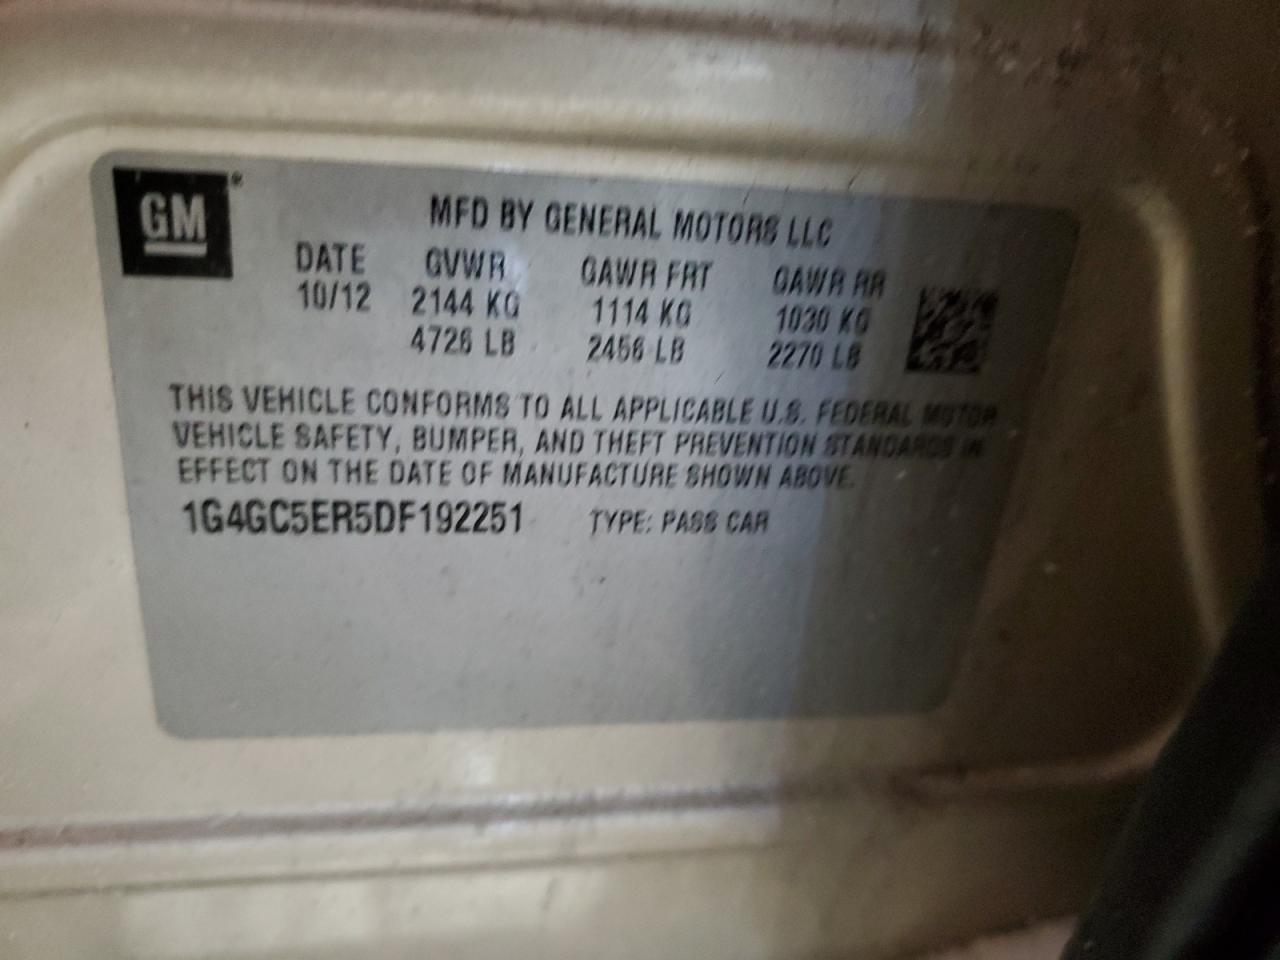 GM ®
MFD BY GENERAL MOTORS LLC
DATE GVWR GAWR FRT GAWR RR
10/12 2144 KG 1114 KG 1030 KG
4726 LB 2456 LB 2270 LB
THIS VEHICLE CONFORMS TO ALL APPLICABLE U.S. FEDERAL MOTOR
VEHICLE SAFETY, BUMPER, AND THEFT PREVENTION STANDARDS IN
EFFECT ON THE DATE OF MANUFACTURE SHOWN ABOVE.
1G4GC5ER5DF192251 TYPE: PASS CAR